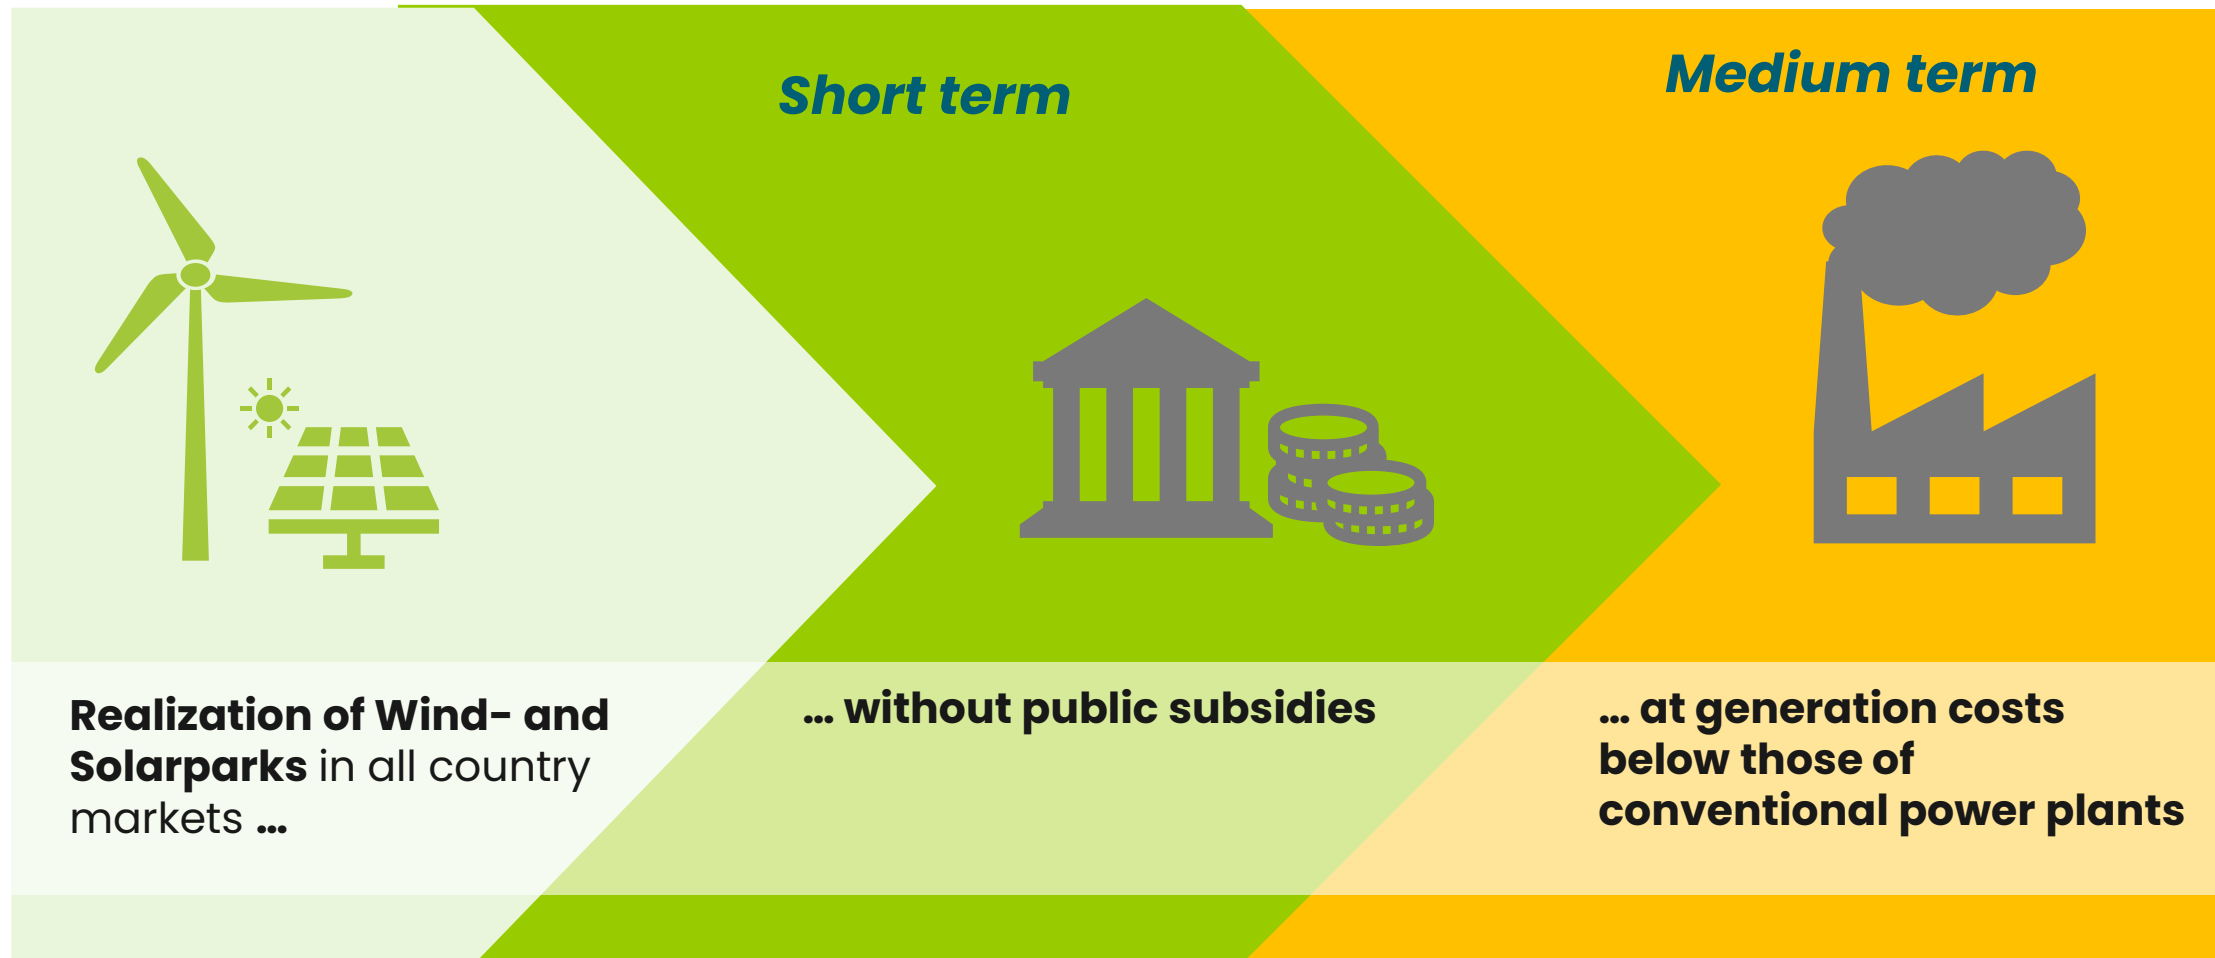 Short term
Medium term
Realization of Wind- and
Solarparks in all country
markets ...
... without public subsidies
... at generation costs
below those of
conventional power plants